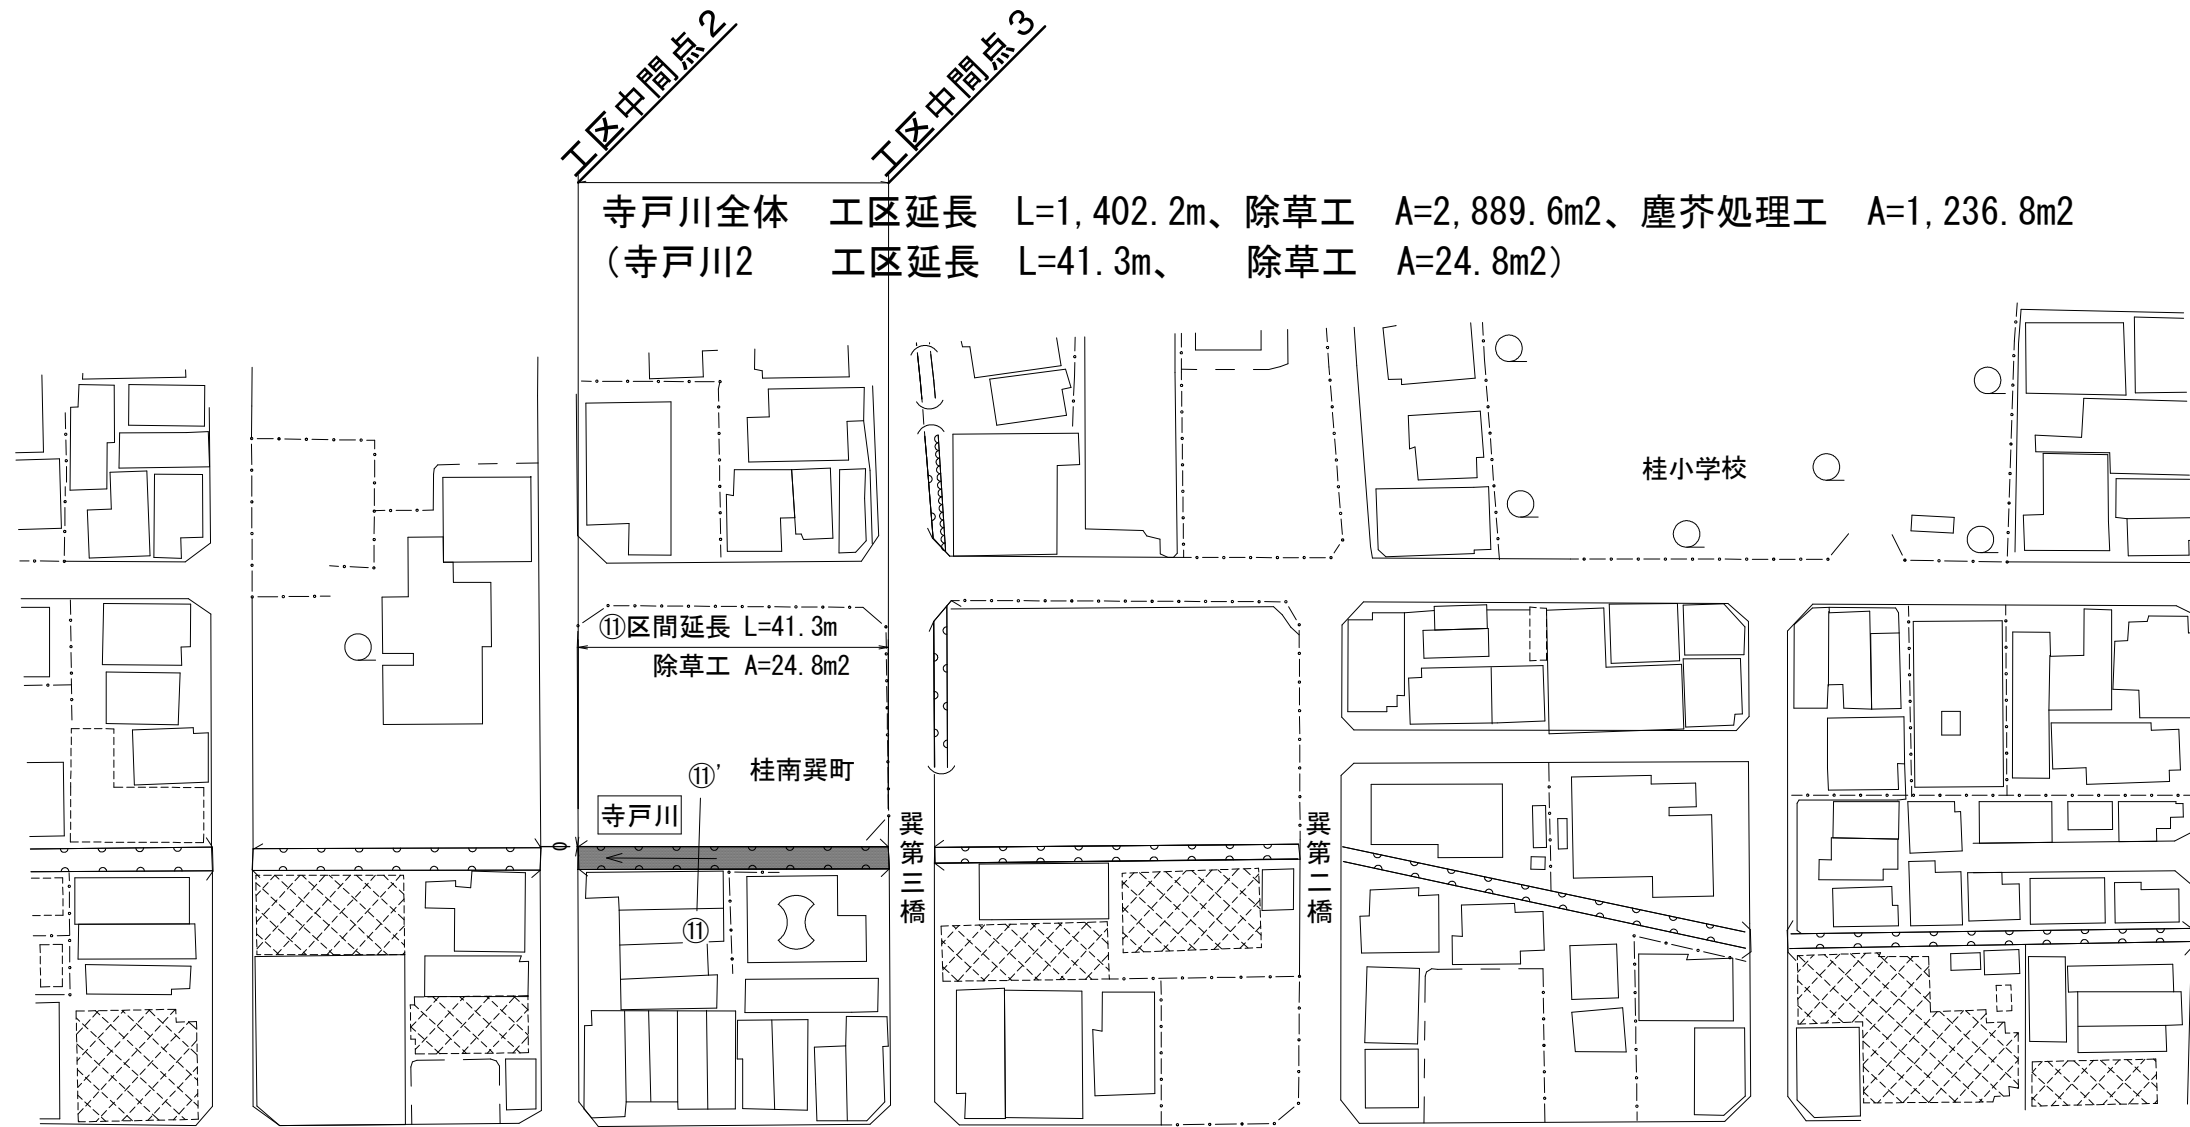 工区中間点2
工区中間点3
寺戸川全体　工区延長　L=1,402.2m、除草工　A=2,889.6m2、塵芥処理工　A=1,236.8m2
(寺戸川2　　工区延長　L=41.3m、　　除草工　A=24.8m2)
桂小学校
⑪区間延長 L=41.3m
除草工 A=24.8m2
⑪'
桂南巽町
寺戸川
巽第三橋
巽第二橋
⑪